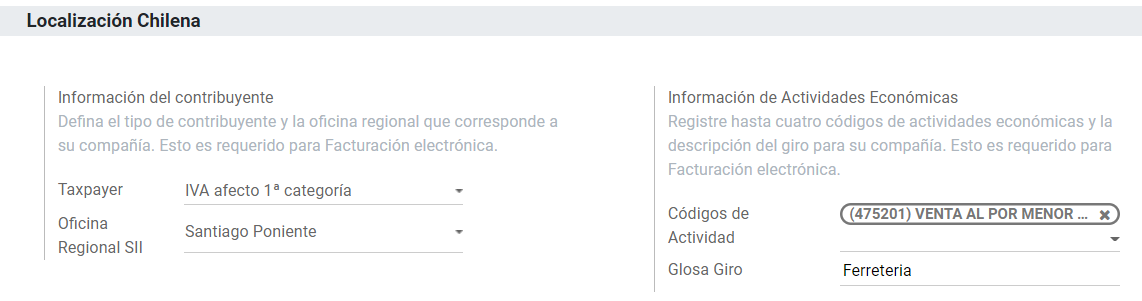 Localización Chilena
Información del contribuyente
Defina el tipo de contribuyente y la oficina regional que corresponde a
su compañía. Esto es requerido para Facturación electrónica.
Taxpayer IVA afecto 1ª categoría
Oficina
Regional SII Santiago Poniente
Información de Actividades Económicas
Registre hasta cuatro códigos de actividades económicas y la
descripción del giro para su compañía. Esto es requerido para
Facturación electrónica.
Códigos de (475201) VENTA AL POR MENOR ...
Actividad
Glosa Giro Ferreteria